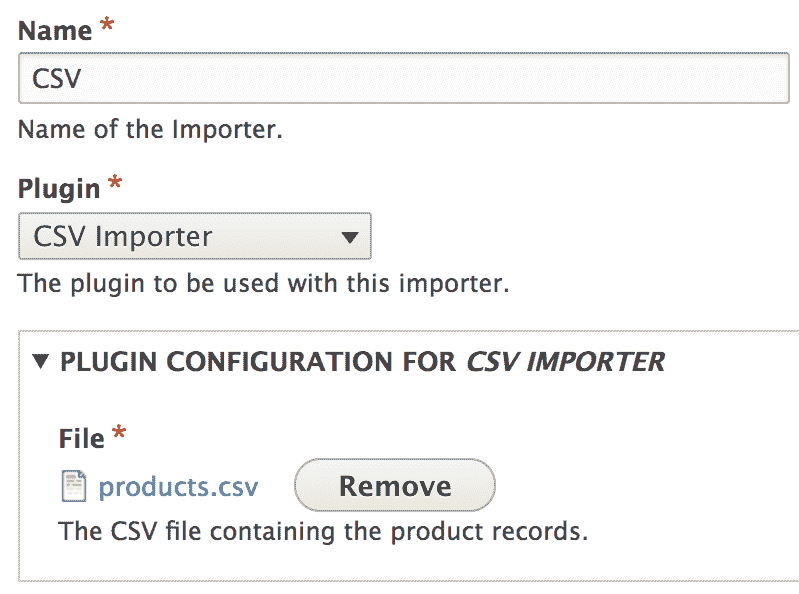 Name *
CSV
Name of the Importer.
Plugin *
CSV Importer
The plugin to be used with this importer.
PLUGIN CONFIGURATION FOR CSV IMPORTER
File *
products.csv Remove
The CSV file containing the product records.